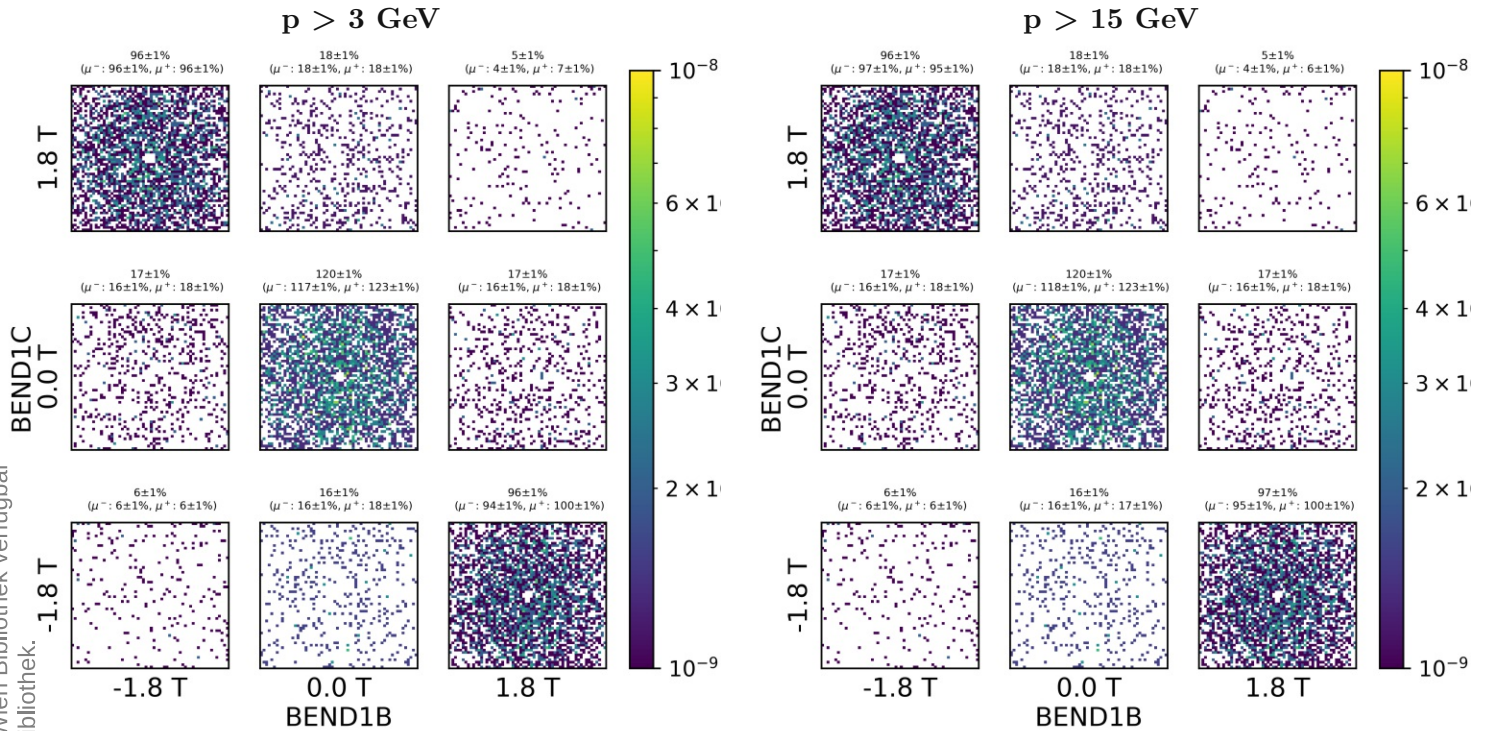 p > 3 GeV
96±1%
(μ⁻: 96±1%, μ⁺: 96±1%)
18±1%
(μ⁻: 18±1%, μ⁺: 18±1%)
5±1%
(μ⁻: 4±1%, μ⁺: 7±1%)
1.8 T
17±1%
(μ⁻: 16±1%, μ⁺: 18±1%)
120±1%
(μ⁻: 117±1%, μ⁺: 123±1%)
17±1%
(μ⁻: 16±1%, μ⁺: 18±1%)
BEND1C
0.0 T
6±1%
(μ⁻: 6±1%, μ⁺: 6±1%)
16±1%
(μ⁻: 16±1%, μ⁺: 18±1%)
96±1%
(μ⁻: 94±1%, μ⁺: 100±1%)
-1.8 T
-1.8 T
0.0 T
1.8 T
BEND1B
10⁻⁸
6 × 1
4 × 1
3 × 1
2 × 1
10⁻⁹
p > 15 GeV
96±1%
(μ⁻: 97±1%, μ⁺: 95±1%)
18±1%
(μ⁻: 18±1%, μ⁺: 18±1%)
5±1%
(μ⁻: 4±1%, μ⁺: 6±1%)
1.8 T
17±1%
(μ⁻: 16±1%, μ⁺: 18±1%)
120±1%
(μ⁻: 118±1%, μ⁺: 123±1%)
17±1%
(μ⁻: 16±1%, μ⁺: 18±1%)
BEND1C
0.0 T
6±1%
(μ⁻: 6±1%, μ⁺: 6±1%)
16±1%
(μ⁻: 16±1%, μ⁺: 17±1%)
97±1%
(μ⁻: 95±1%, μ⁺: 100±1%)
-1.8 T
-1.8 T
0.0 T
1.8 T
BEND1B
10⁻⁸
6 × 1
4 × 1
3 × 1
2 × 1
10⁻⁹
Wien Bibliothek verfügbar
ibliothek.